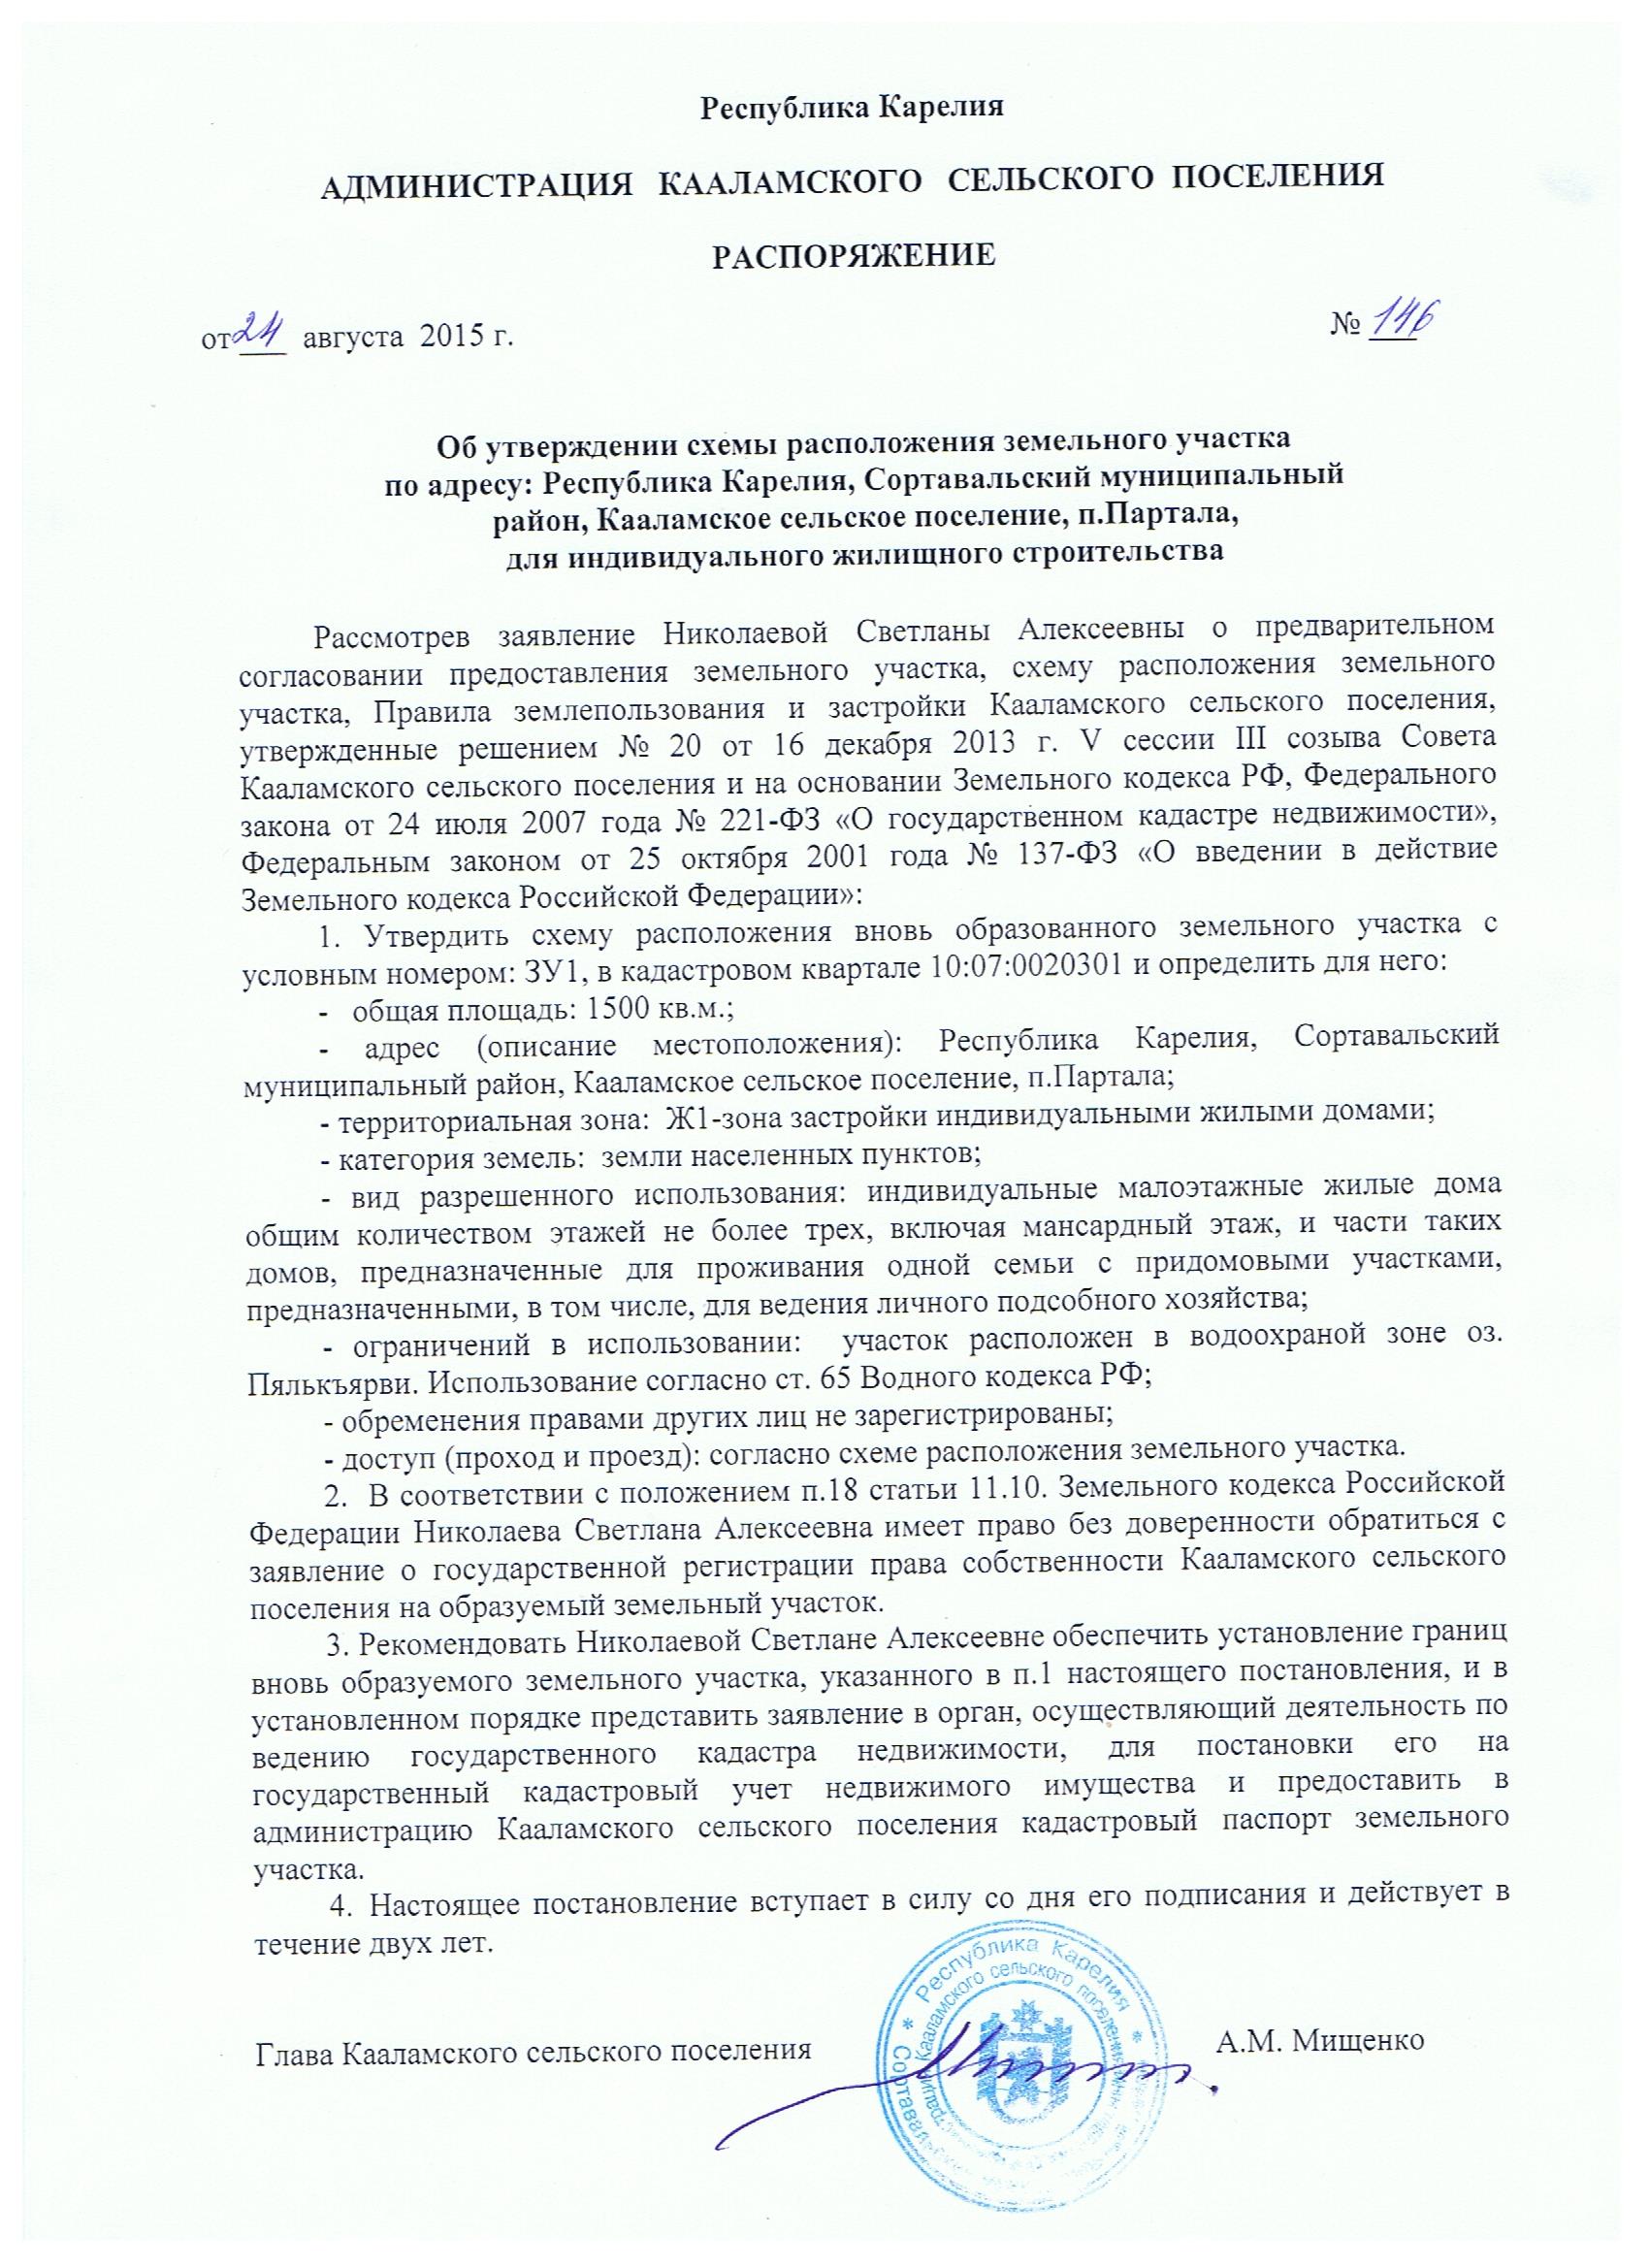 Республика Карелия
АДМИНИСТРАЦИЯ КААЛАМСКОГО СЕЛЬСКОГО ПОСЕЛЕНИЯ
РАСПОРЯЖЕНИЕ
от 24 августа 2015 г. № 146
Об утверждении схемы расположения земельного участка
по адресу: Республика Карелия, Сортавальский муниципальный
район, Кааламское сельское поселение, п.Партала,
для индивидуального жилищного строительства
Рассмотрев заявление Николаевой Светланы Алексеевны о предварительном
согласовании предоставления земельного участка, схему расположения земельного
участка, Правила землепользования и застройки Кааламского сельского поселения,
утвержденные решением № 20 от 16 декабря 2013 г. V сессии III созыва Совета
Кааламского сельского поселения и на основании Земельного кодекса РФ, Федерального
закона от 24 июля 2007 года № 221-ФЗ «О государственном кадастре недвижимости»,
Федеральным законом от 25 октября 2001 года № 137-ФЗ «О введении в действие
Земельного кодекса Российской Федерации»:
1. Утвердить схему расположения вновь образованного земельного участка с
условным номером: ЗУ1, в кадастровом квартале 10:07:0020301 и определить для него:
- общая площадь: 1500 кв.м.;
- адрес (описание местоположения): Республика Карелия, Сортавальский
муниципальный район, Кааламское сельское поселение, п.Партала;
- территориальная зона: Ж1-зона застройки индивидуальными жилыми домами;
- категория земель: земли населенных пунктов;
- вид разрешенного использования: индивидуальные малоэтажные жилые дома
общим количеством этажей не более трех, включая мансардный этаж, и части таких
домов, предназначенные для проживания одной семьи с придомовыми участками,
предназначенными, в том числе, для ведения личного подсобного хозяйства;
- ограничений в использовании: участок расположен в водоохраной зоне оз.
Пялькъярви. Использование согласно ст. 65 Водного кодекса РФ;
- обременения правами других лиц не зарегистрированы;
- доступ (проход и проезд): согласно схеме расположения земельного участка.
2. В соответствии с положением п.18 статьи 11.10. Земельного кодекса Российской
Федерации Николаева Светлана Алексеевна имеет право без доверенности обратиться с
заявление о государственной регистрации права собственности Кааламского сельского
поселения на образуемый земельный участок.
3. Рекомендовать Николаевой Светлане Алексеевне обеспечить установление границ
вновь образуемого земельного участка, указанного в п.1 настоящего постановления, и в
установленном порядке представить заявление в орган, осуществляющий деятельность по
ведению государственного кадастра недвижимости, для постановки его на
государственный кадастровый учет недвижимого имущества и предоставить в
администрацию Кааламского сельского поселения кадастровый паспорт земельного
участка.
4. Настоящее постановление вступает в силу со дня его подписания и действует в
течение двух лет.
Глава Кааламского сельского поселения А.М. Мищенко
Республика Карелия
Кааламского сельского поселения